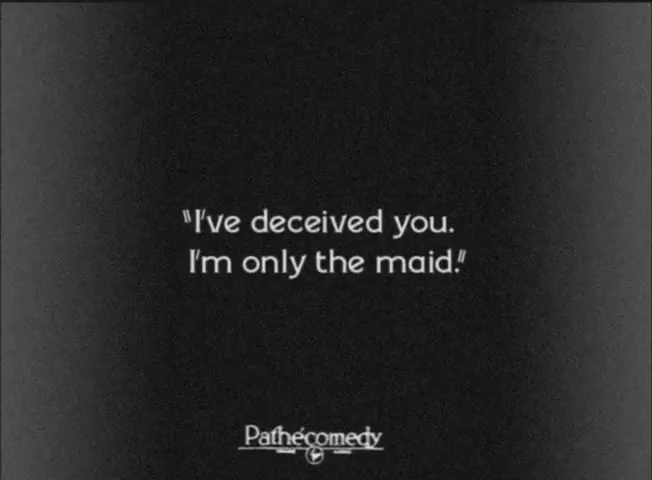 "I've deceived you.
I'm only the maid."
Pathécomedy